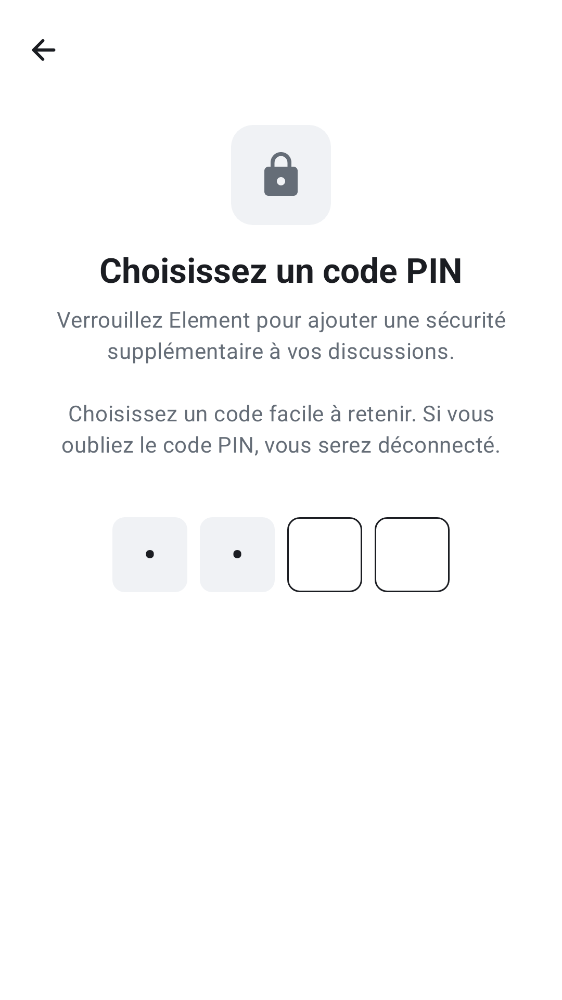 Choisissez un code PIN
Verrouillez Element pour ajouter une sécurité
supplémentaire à vos discussions.
Choisissez un code facile à retenir. Si vous
oubliez le code PIN, vous serez déconnecté.